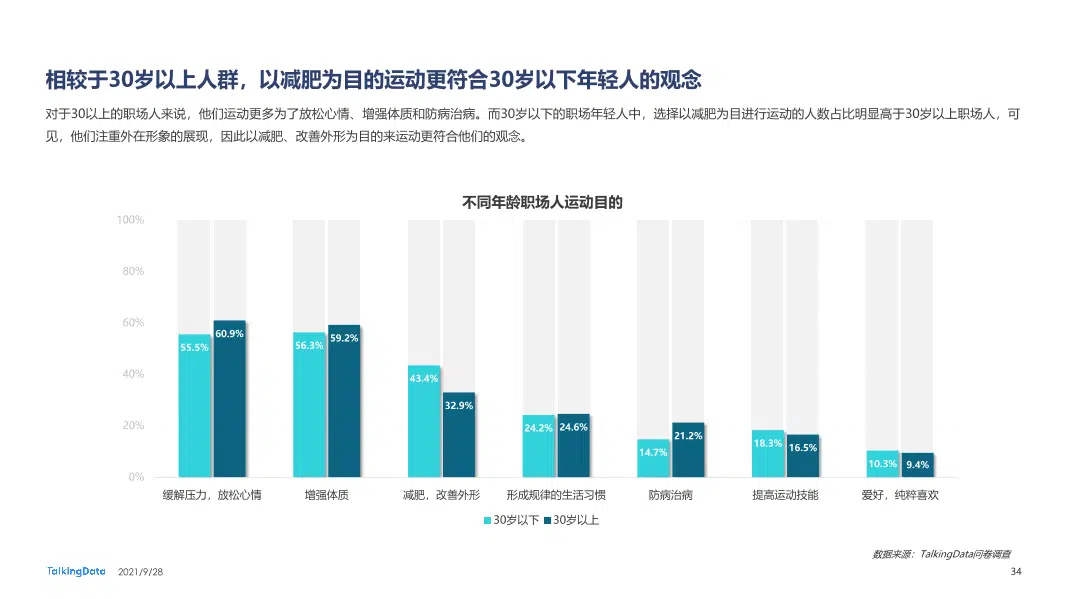 相较于30岁以上人群，以减肥为目的运动更符合30岁以下年轻人的观念
对于30以上的职场人来说，他们运动更多为了放松心情、增强体质和防病治病。而30岁以下的职场年轻人中，选择以减肥为目进行运动的人数占比明显高于30岁以上职场人，可
见，他们注重外在形象的展现，因此以减肥、改善外形为目的来运动更符合他们的观念。
不同年龄职场人运动目的
100%
80%
60%
40%
20%
0%
55.5% 60.9% 56.3% 59.2% 43.4% 32.9% 24.2% 24.6% 14.7% 21.2% 18.3% 16.5% 10.3% 9.4%
缓解压力，放松心情 增强体质 减肥，改善外形 形成规律的生活习惯 防病治病 提高运动技能 爱好，纯粹喜欢
30岁以下 30岁以上
数据来源：TalkingData问卷调查
TalkingData 2021/9/28 34